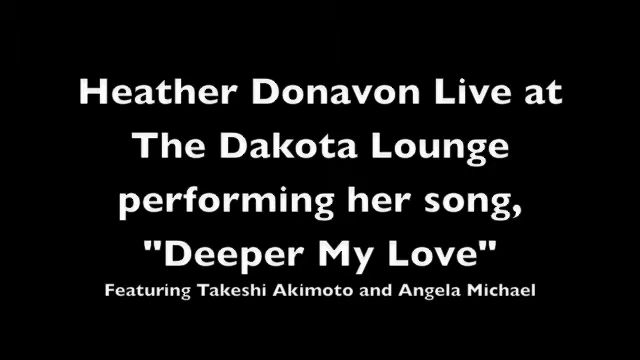 Heather Donavon Live at
The Dakota Lounge
performing her song,
"Deeper My Love"
Featuring Takeshi Akimoto and Angela Michael